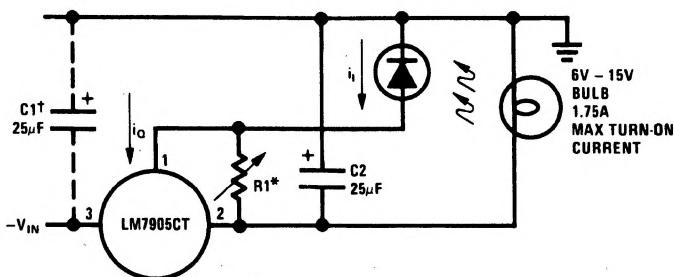 C1† +
25µF
iQ
1
3
LM7905CT
2
-VIN
R1*
+
C2
25µF
iI
6V – 15V
BULB
1.75A
MAX TURN-ON
CURRENT